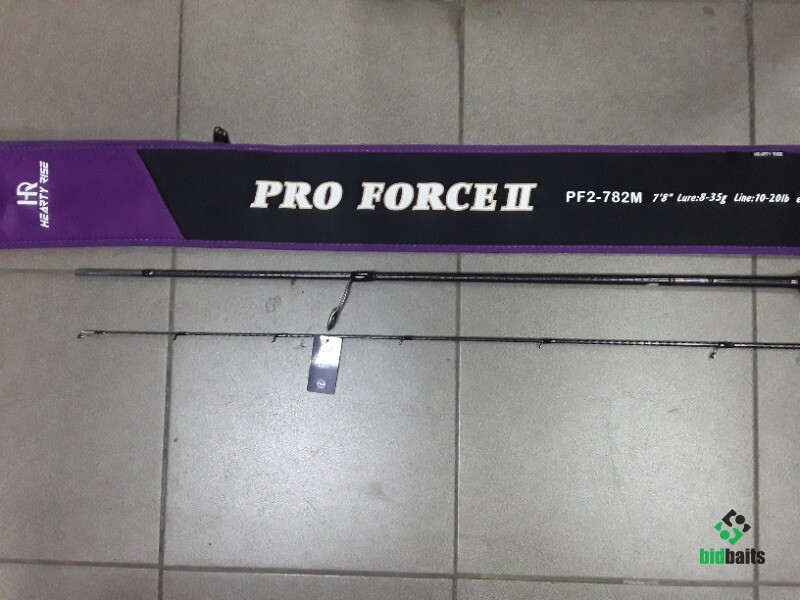 HR
HEARTY RISE
HEARTY RISE
PRO FORCE II
PF2-782M 7'8" Lure:8-35g Line:10-20lb
bidbaits